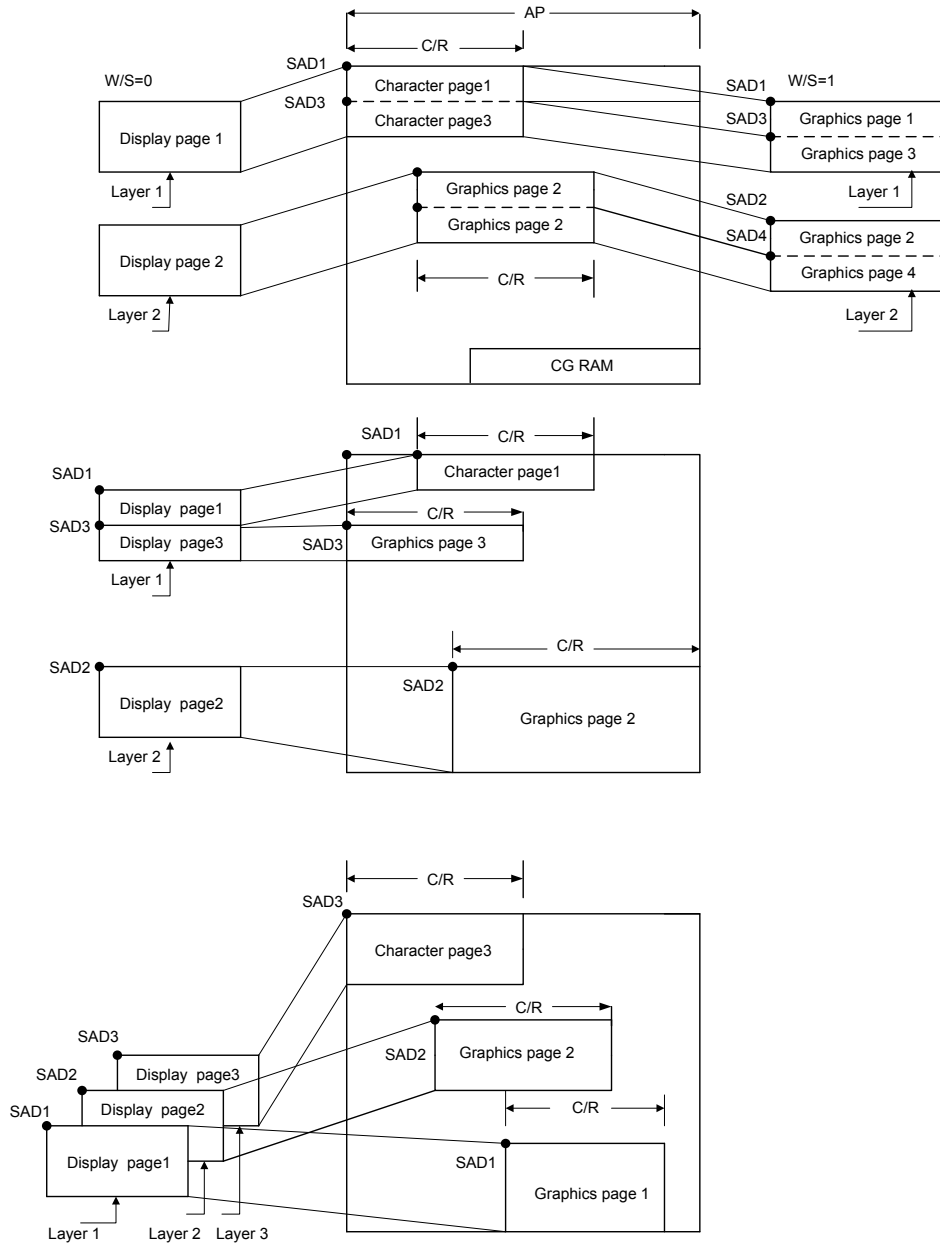 AP
C/R
SAD1
W/S=0
Character page1
SAD1
W/S=1
SAD3
Display page 1
Character page3
SAD3
Graphics page 1
Graphics page 3
Layer 1
Layer 1
Graphics page 2
SAD2
Display page 2
Graphics page 2
SAD4
Graphics page 2
Graphics page 4
C/R
Layer 2
Layer 2
CG RAM
SAD1
C/R
SAD1
Character page1
Display page1
C/R
SAD3
Display page3
SAD3
Graphics page 3
Layer 1
C/R
SAD2
SAD2
Display page2
Graphics page 2
Layer 2
C/R
SAD3
Character page3
C/R
SAD3
SAD2
Graphics page 2
Display page3
SAD2
Display page2
SAD1
C/R
Display page1
SAD1
Graphics page 1
Layer 1
Layer 2
Layer 3